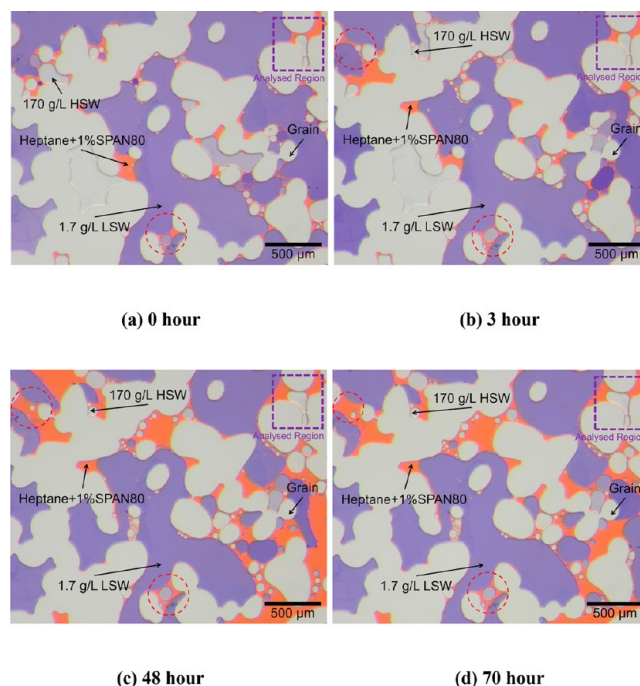 170 g/L HSW
Analysed Region
Heptane+1%SPAN80
Grain
1.7 g/L LSW
500 µm
(a) 0 hour
170 g/L HSW
Analysed Region
Heptane+1%SPAN80
Grain
1.7 g/L LSW
500 µm
(b) 3 hour
170 g/L HSW
Analysed Region
Heptane+1%SPAN80
Grain
1.7 g/L LSW
500 µm
(c) 48 hour
170 g/L HSW
Analysed Region
Heptane+1%SPAN80
Grain
1.7 g/L LSW
500 µm
(d) 70 hour